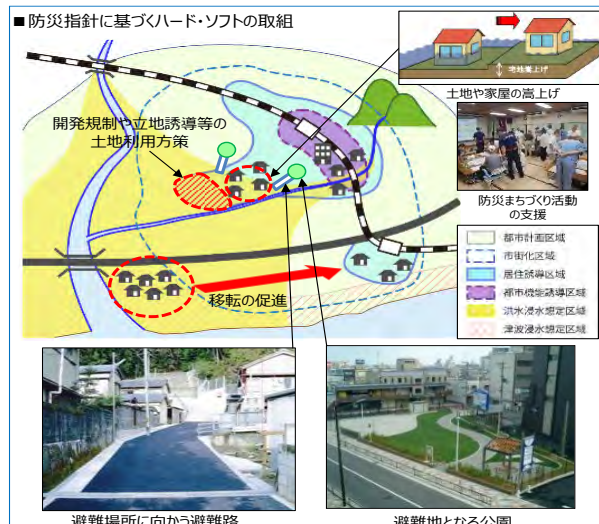 ■防災指針に基づくハード・ソフトの取組
宅地嵩上げ
土地や家屋の嵩上げ
開発規制や立地誘導等の
土地利用方策
防災まちづくり活動
の支援
都市計画区域
市街化区域
居住誘導区域
都市機能誘導区域
洪水浸水想定区域
津波浸水想定区域
移転の促進
避難場所に向かう避難路
避難地となる公園